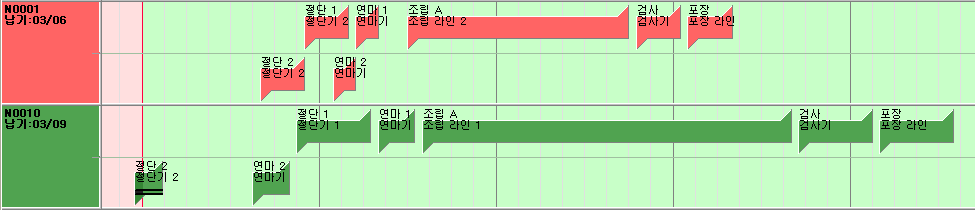 N0001
납기:03/06
절단 1
절단기 2
연마 1
연마기
조립 A
조립 라인 2
검사
검사기
포장
포장 라인
절단 2
절단기 2
연마 2
연마기
N0010
납기:03/09
절단 1
절단기 1
연마 1
연마기
조립 A
조립 라인 1
검사
검사기
포장
포장 라인
절단 2
절단기 2
연마 2
연마기